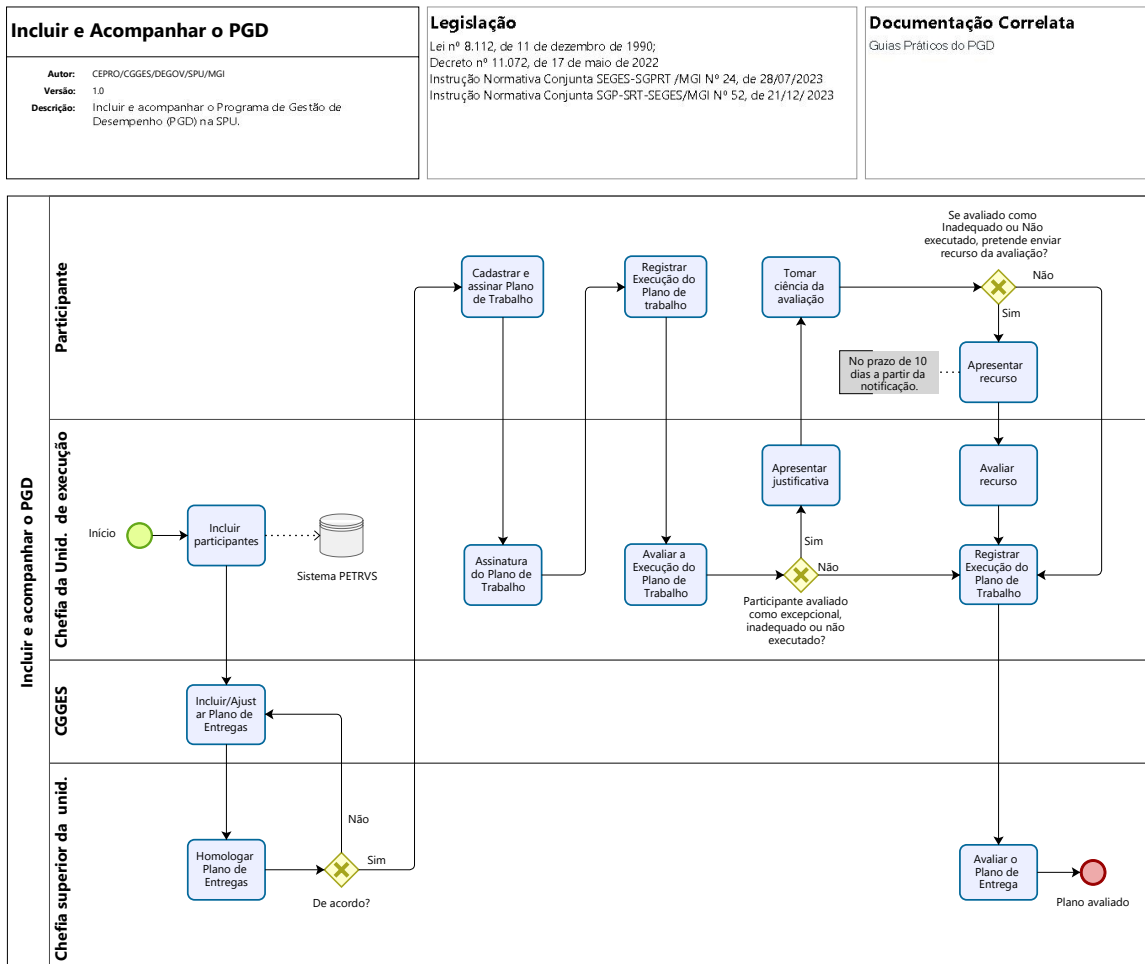 Incluir e Acompanhar o PGD
Autor: CEPRO/CGGES/DEGOV/SPU/MGI
Versão: 1.0
Descrição: Incluir e acompanhar o Programa de Gestão de
Desempenho (PGD) na SPU.
Legislação
Lei nº 8.112, de 11 de dezembro de 1990;
Decreto nº 11.072, de 17 de maio de 2022
Instrução Normativa Conjunta SEGES-SGPRT /MGI Nº 24, de 28/07/2023
Instrução Normativa Conjunta SGP-SRT-SEGES/MGI Nº 52, de 21/12/ 2023
Documentação Correlata
Guias Práticos do PGD
Incluir e acompanhar o PGD
Participante
Cadastrar e
assinar Plano
de Trabalho
Registrar
Execução do
Plano de
trabalho
Tomar
ciência da
avaliação
Se avaliado como
Inadequado ou Não
executado, pretende enviar
recurso da avaliação?
Não
Sim
No prazo de 10
dias a partir da
notificação.
Apresentar
recurso
Chefia da Unid. de execução
Início
Incluir
participantes
Sistema PETRVS
Assinatura
do Plano de
Trabalho
Avaliar a
Execução do
Plano de
Trabalho
Apresentar
justificativa
Sim
Não
Participante avaliado
como excepcional,
inadequado ou não
executado?
Avaliar
recurso
Registrar
Execução do
Plano de
Trabalho
CGGES
Incluir/Ajust
ar Plano de
Entregas
Chefia superior da unid.
Homologar
Plano de
Entregas
Não
Sim
De acordo?
Avaliar o
Plano de
Entrega
Plano avaliado